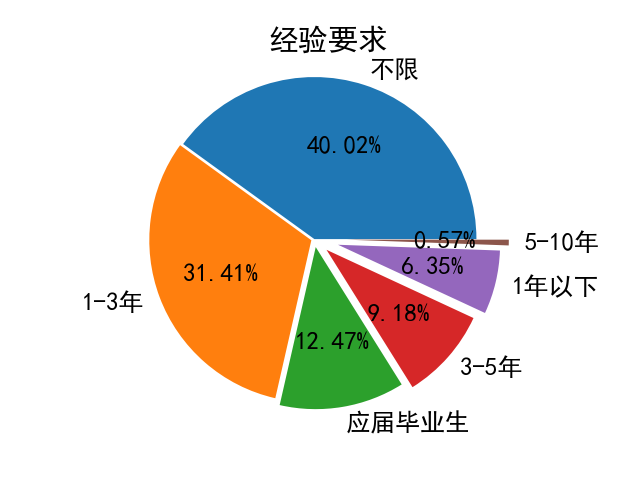 经验要求
不限
40.02%
0.57%
5-10年
6.35%
1年以下
31.41%
1-3年
9.18%
12.47%
3-5年
应届毕业生